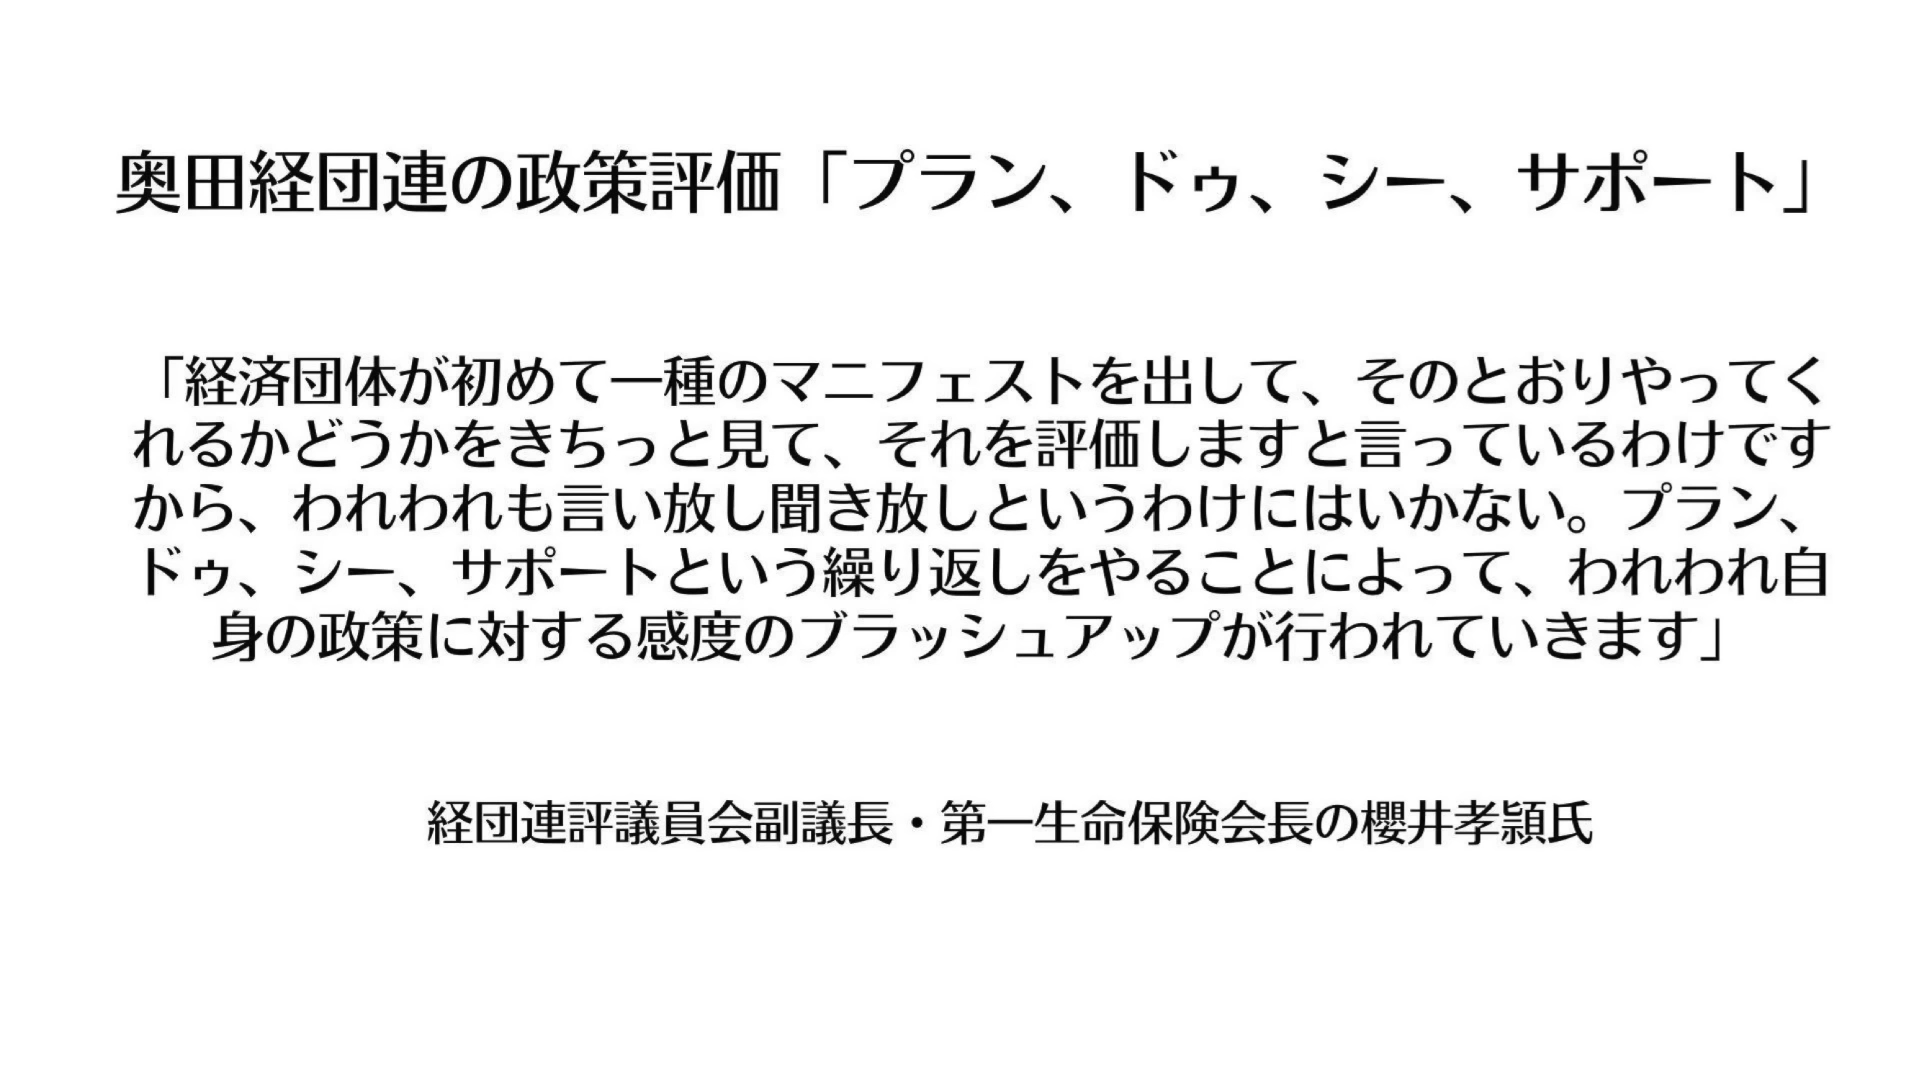 奥田経団連の政策評価「プラン、ドゥ、シー、サポート」
「経済団体が初めて一種のマニフェストを出して、そのとおりやってく
れるかどうかをきちっと見て、それを評価しますと言っているわけです
から、われわれも言い放し聞き放しというわけにはいかない。プラン、
ドゥ、シー、サポートという繰り返しをやることによって、われわれ自
身の政策に対する感度のブラッシュアップが行われていきます」
経団連評議員会副議長・第一生命保険会長の櫻井孝頴氏